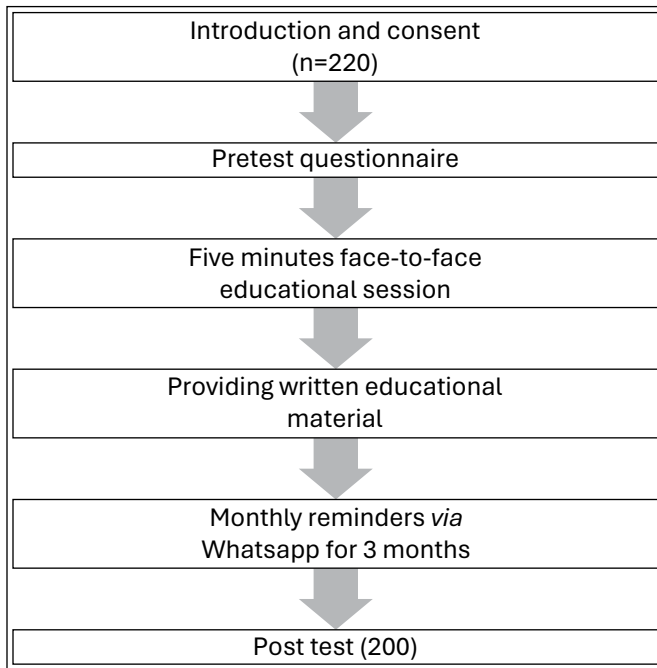 Introduction and consent
(n=220)
Pretest questionnaire
Five minutes face-to-face
educational session
Providing written educational
material
Monthly reminders via
Whatsapp for 3 months
Post test (200)